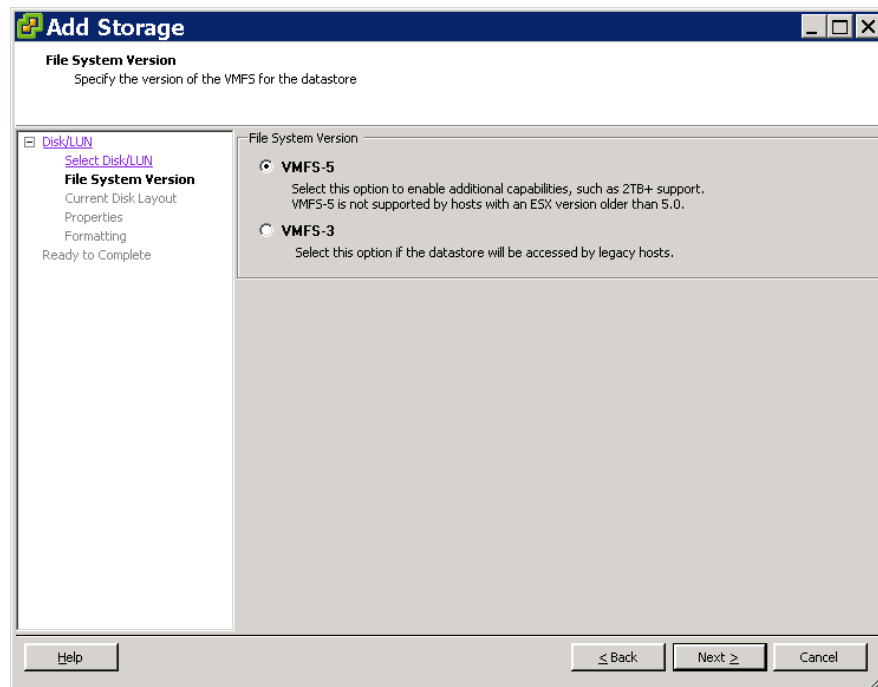 Add Storage
File System Version
Specify the version of the VMFS for the datastore
Disk/LUN
Select Disk/LUN
File System Version
Current Disk Layout
Properties
Formatting
Ready to Complete
File System Version
VMFS-5
Select this option to enable additional capabilities, such as 2TB+ support.
VMFS-5 is not supported by hosts with an ESX version older than 5.0.
VMFS-3
Select this option if the datastore will be accessed by legacy hosts.
Help
< Back
Next >
Cancel